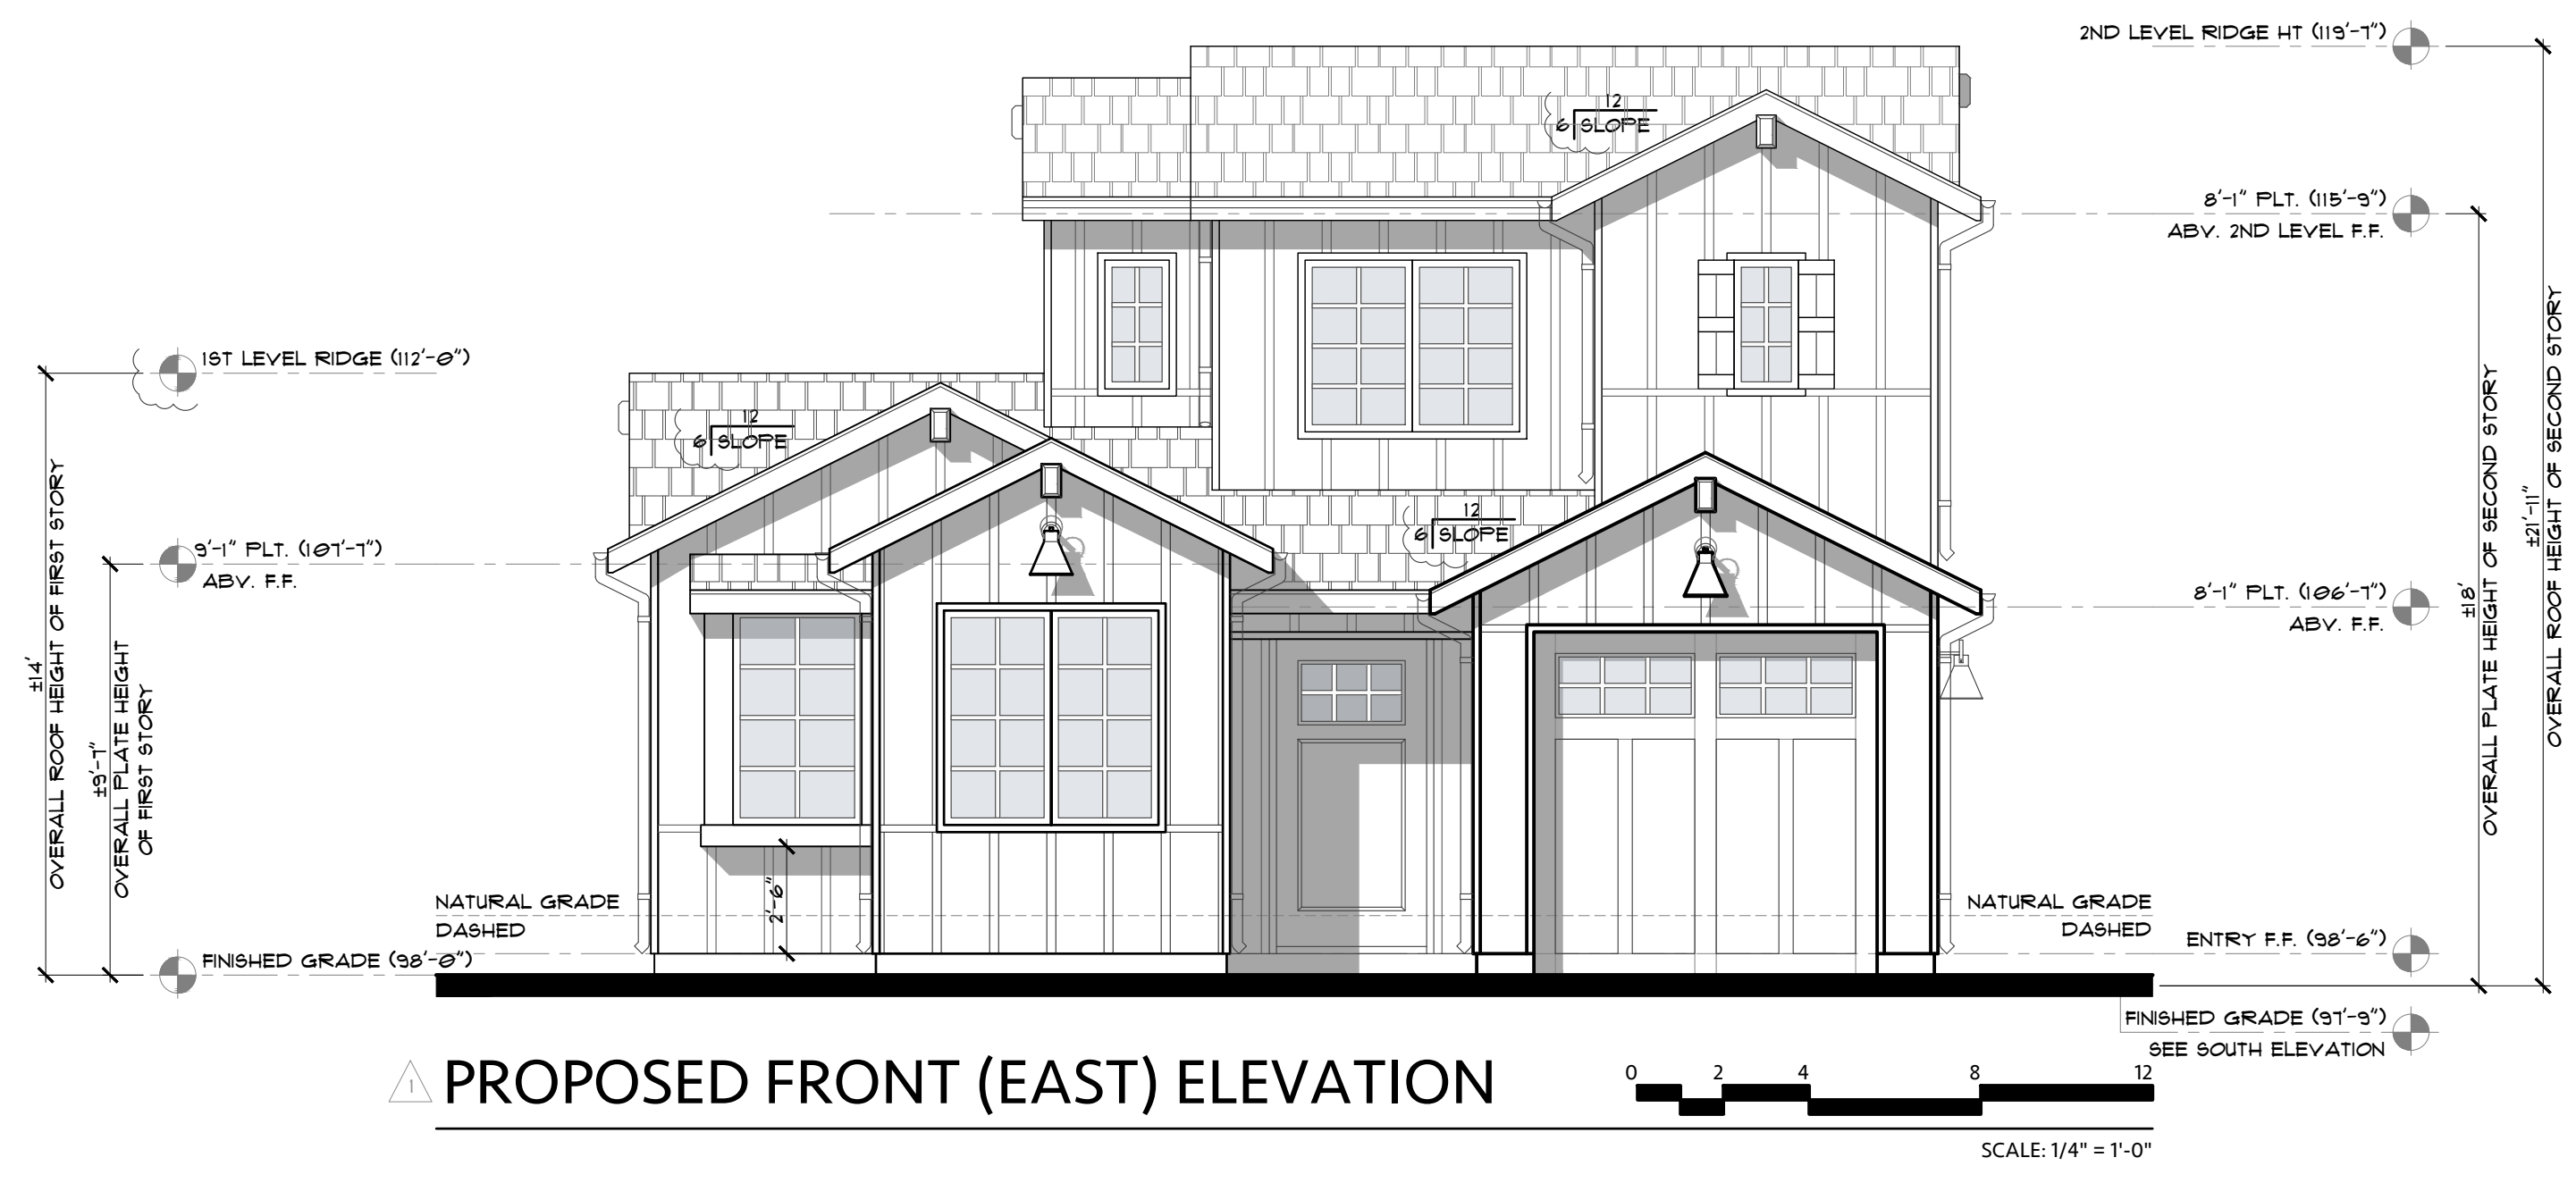 2ND LEVEL RIDGE HT (119'-7")
12
6 SLOPE
8'-1" PLT. (115'-9")
ABV. 2ND LEVEL F.F.
1ST LEVEL RIDGE (112'-0")
12
6 SLOPE
12
6 SLOPE
9'-1" PLT. (107'-7")
ABV. F.F.
8'-1" PLT. (106'-7")
ABV. F.F.
±14'
OVERALL ROOF HEIGHT OF FIRST STORY
±9'-7"
OVERALL PLATE HEIGHT
OF FIRST STORY
±18'
OVERALL PLATE HEIGHT OF SECOND STORY
±21'-11"
OVERALL ROOF HEIGHT OF SECOND STORY
2'-6"
NATURAL GRADE
DASHED
NATURAL GRADE
DASHED
FINISHED GRADE (98'-0")
ENTRY F.F. (98'-6")
FINISHED GRADE (97'-9")
SEE SOUTH ELEVATION
1
PROPOSED FRONT (EAST) ELEVATION
0 2 4 8 12
SCALE: 1/4" = 1'-0"